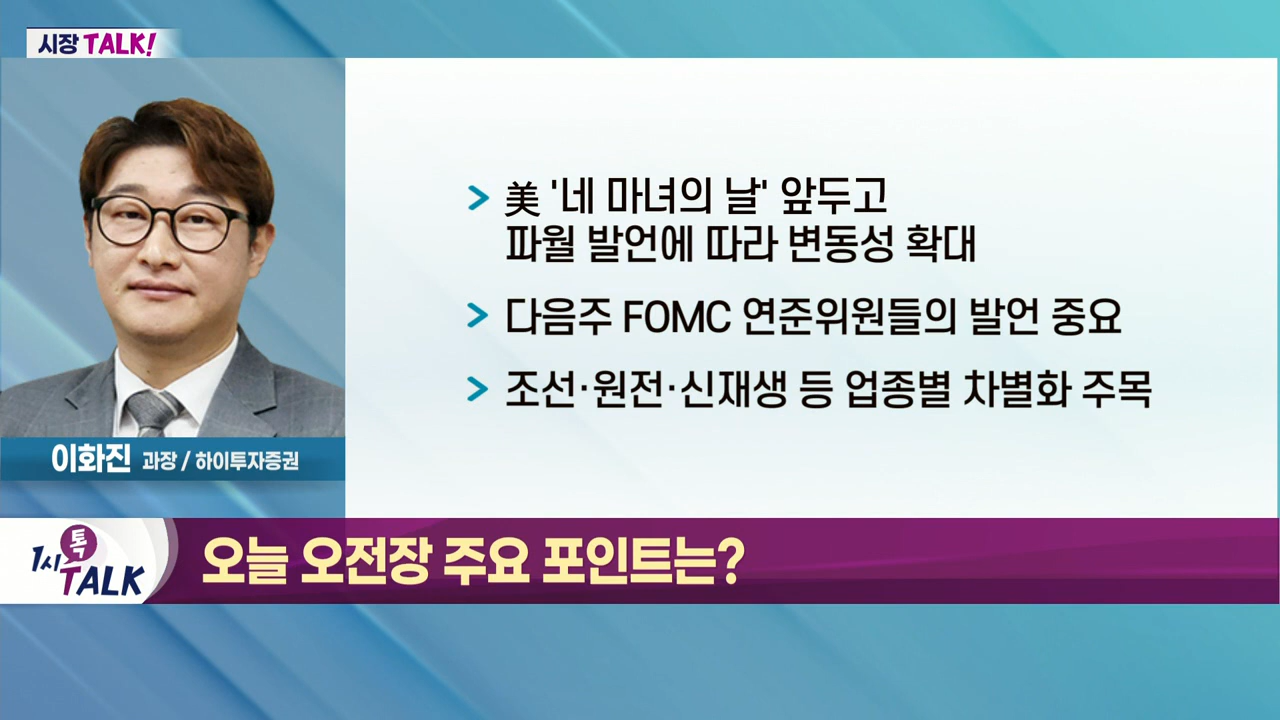 시장 TALK!
> 美 '네 마녀의 날' 앞두고
파월 발언에 따라 변동성 확대
> 다음주 FOMC 연준위원들의 발언 중요
> 조선·원전·신재생 등 업종별 차별화 주목
이화진 과장 / 하이투자증권
1시 톡 TALK
오늘 오전장 주요 포인트는?